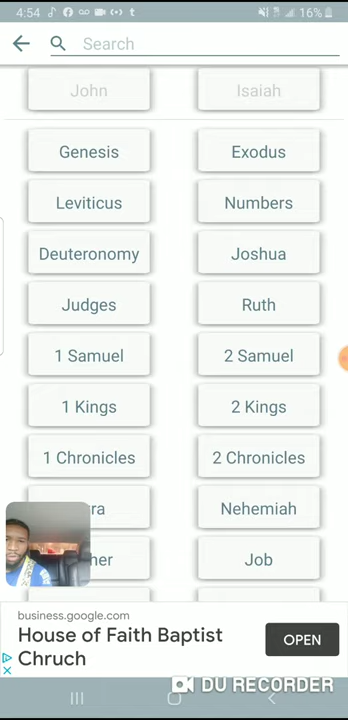 4:54 16%
Search
John Isaiah
Genesis Exodus
Leviticus Numbers
Deuteronomy Joshua
Judges Ruth
1 Samuel 2 Samuel
1 Kings 2 Kings
1 Chronicles 2 Chronicles
ra Nehemiah
her Job
business.google.com
House of Faith Baptist
Chruch
OPEN
DU RECORDER